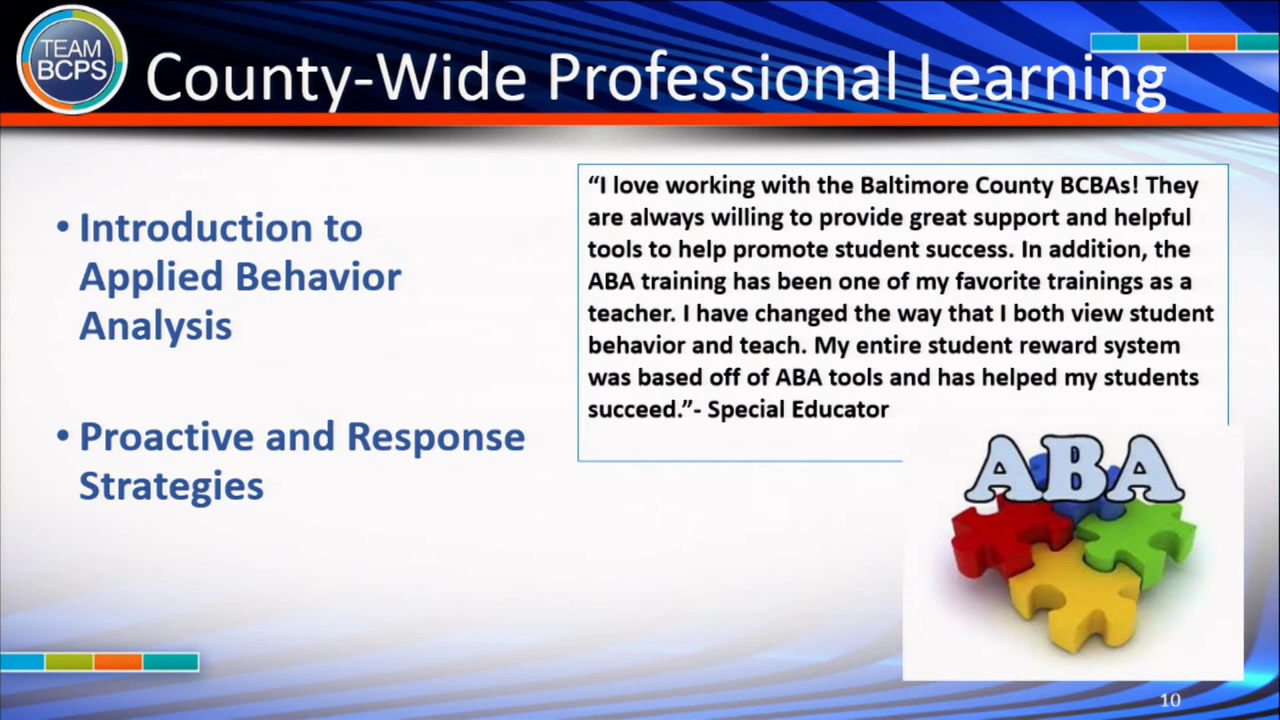 TEAM
BCPS
County-Wide Professional Learning
• Introduction to
Applied Behavior
Analysis
• Proactive and Response
Strategies
“I love working with the Baltimore County BCBAs! They
are always willing to provide great support and helpful
tools to help promote student success. In addition, the
ABA training has been one of my favorite trainings as a
teacher. I have changed the way that I both view student
behavior and teach. My entire student reward system
was based off of ABA tools and has helped my students
succeed.”- Special Educator
ABA
10